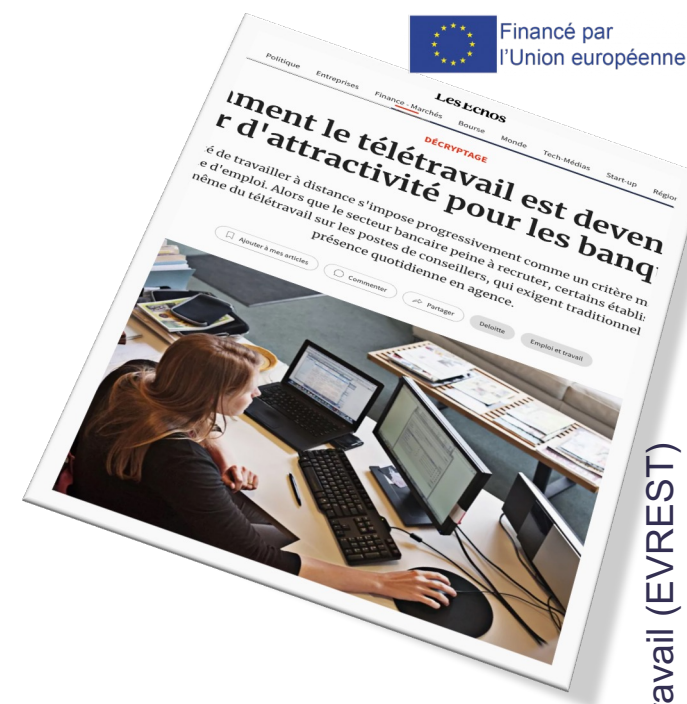 Financé par
l'Union européenne
Les Echos
Politique Entreprises Finance - Marchés Bourse Monde Tech-Médias Start-up Région
DÉCRYPTAGE
ment le télétravail est deven
r d'attractivité pour les banq
é de travailler à distance s'impose progressivement comme un critère m
e d'emploi. Alors que le secteur bancaire peine à recruter, certains établi
même du télétravail sur les postes de conseillers, qui exigent traditionnel
présence quotidienne en agence.
Ajouter à mes articles Commenter Partager Deloitte Emploi et travail
avail (EVREST)